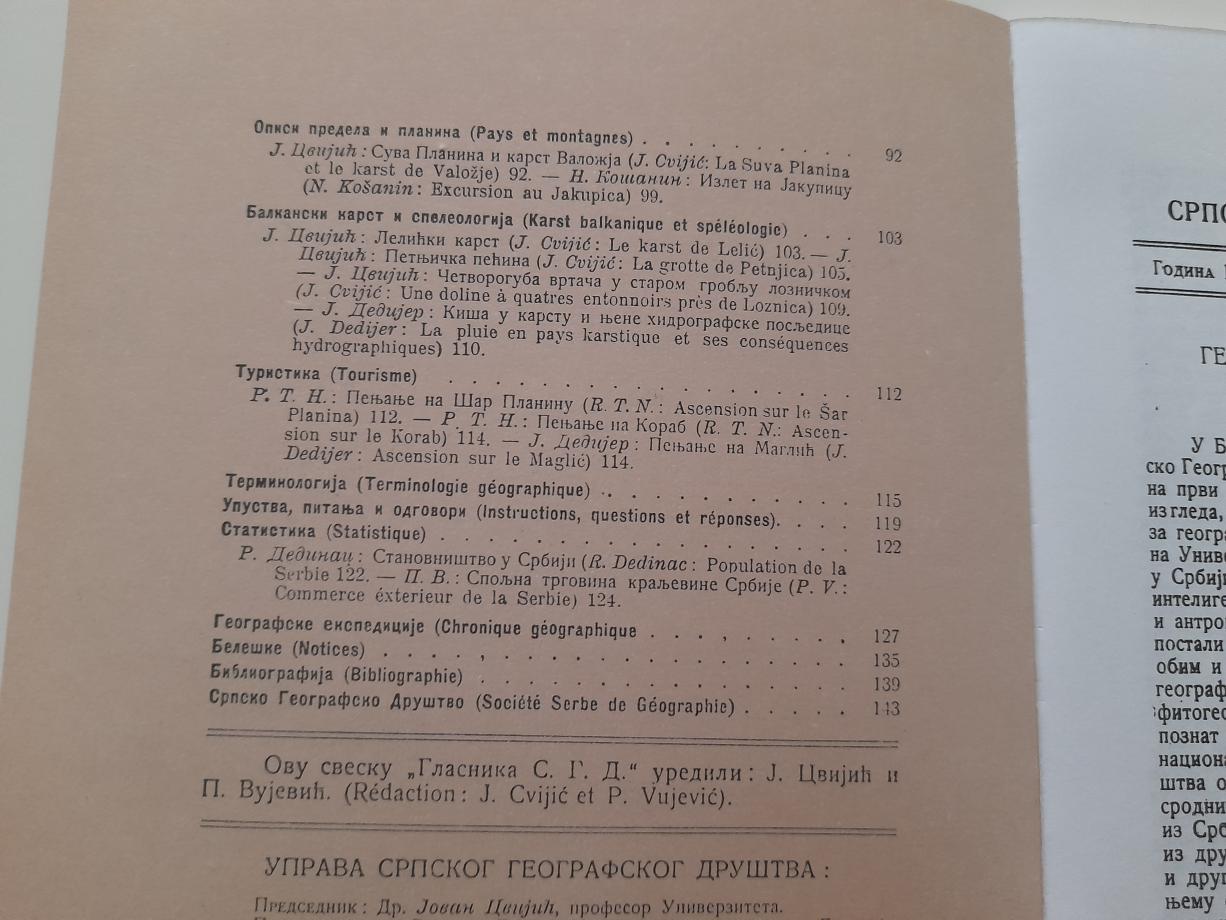 Описи предела и планина (Pays et montagnes) . . . . . . . . . . 92
Ј. Цвијић: Сува Планина и карст Валожја (J. Cvijić: La Suva Planina
et le karst de Valožje) 92. — Н. Кошанин: Излет на Јакупицу
(N. Košanin: Excursion au Jakupica) 99.
Балкански карст и спелеологија (Karst balkanique et spéléologie) . . . 103
Ј. Цвијић: Лелићки карст (J. Cvijić: Le karst de Lelić) 103. — Ј.
Цвијић: Петњичка пећина (J. Cvijić: La grotte de Petnjica) 105.
— Ј. Цвијић: Четворогуба вртача у старом гробљу лозничком
(J. Cvijić: Une doline à quatres entonnoirs près de Loznica) 109.
— Ј. Дедијер: Киша у карсту и њене хидрографске посљедице
(J. Dedijer: La pluie en pays karstique et ses conséquences
hydrographiques) 110.
Туристика (Tourisme) . . . . . . . . . . . . . . . . . . 112
Р. Т. Н.: Пењање на Шар Планину (R. T. N.: Ascension sur le Šar
Planina) 112. — Р. Т. Н.: Пењање на Кораб (R. T. N.: Ascen-
sion sur le Korab) 114. — Ј. Дедијер: Пењање на Маглић (J.
Dedijer: Ascension sur le Maglić) 114.
Терминологија (Terminologie géographique) . . . . . . . . . . . 115
Упуства, питања и одговори (Instructions, questions et réponses). . . . 119
Статистика (Statistique) . . . . . . . . . . . . . . . . . . 122
Р. Дединац: Становништво у Србији (R. Dedinac: Population de la
Serbie 122. — П. В.: Спољна трговина краљевине Србије (P. V.:
Commerce éxterieur de la Serbie) 124.
Географске експедиције (Chronique géographique . . . , . . . . . 127
Белешке (Notices) . . . . , . . . . . . . . . . . . . . . 135
Библиографија (Bibliographie) . . . . . . . . . . . . . . . . 139
Српско Географско Друштво (Société Serbe de Géographie) . . . . . 143
Ову свеску „Гласника С. Г. Д.“ уредили: Ј. Цвијић и
П. Вујевић. (Rédaction: J. Cvijić et P. Vujević).
УПРАВА СРПСКОГ ГЕОГРАФСКОГ ДРУШТВА:
Председник: Др. Јован Цвијић, професор Универзитета.
СРПС
Година
ГЕ
У Б
ско Геогр
на први
изгледа,
за геогра
на Униве
у Србиј
интелиге
и антро
постали
обим и
географ
фитогео
познат
национа
штва о
сродни
из Срб
из дру
и друг
њему